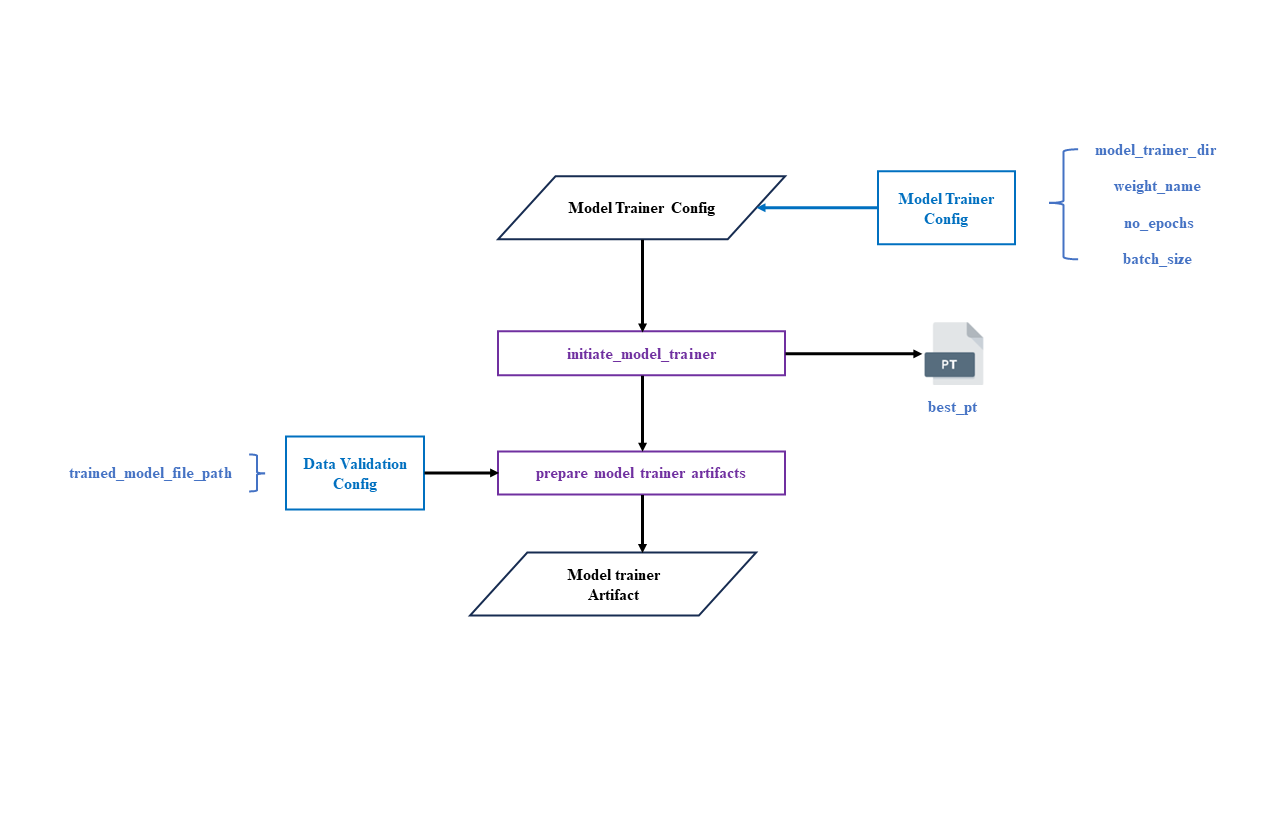 model_trainer_dir
Model Trainer Config
Model Trainer
Config
weight_name
no_epochs
batch_size
initiate_model_trainer
PT
best_pt
trained_model_file_path
Data Validation
Config
prepare model trainer artifacts
Model trainer
Artifact